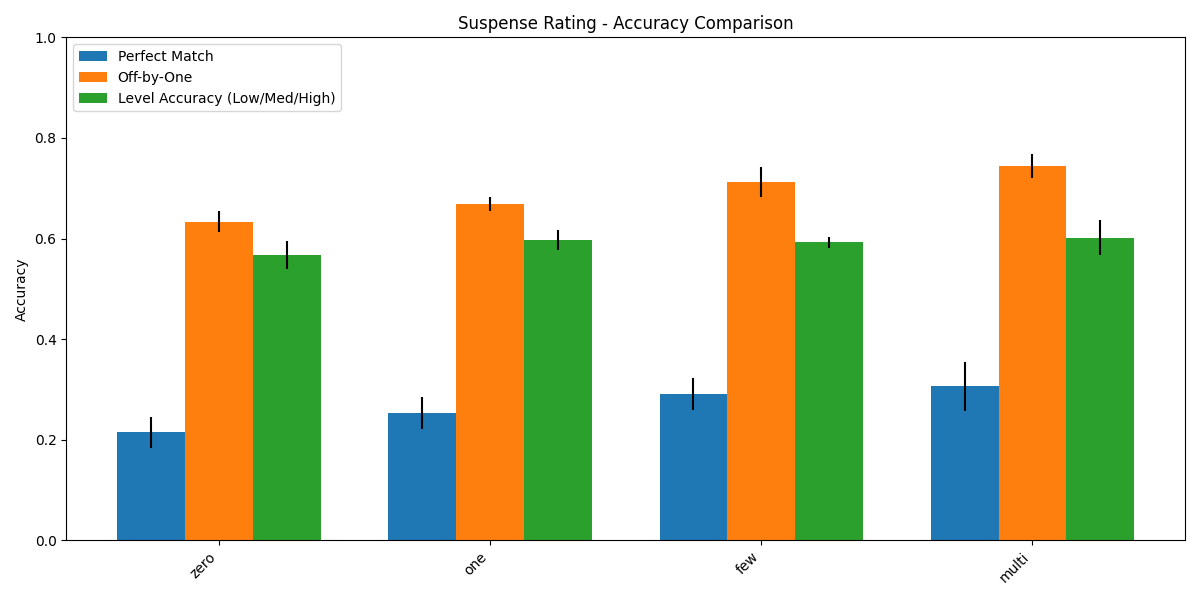 Suspense Rating - Accuracy Comparison
Perfect Match
Off-by-One
Level Accuracy (Low/Med/High)
Accuracy
1.0
0.8
0.6
0.4
0.2
0.0
zero
one
few
multi